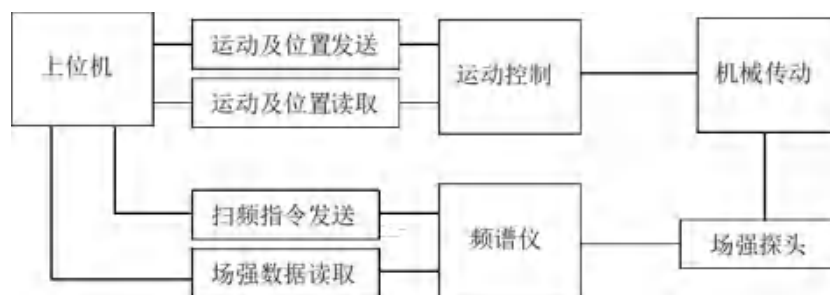 上位机
运动及位置发送
运动及位置读取
运动控制
机械传动
扫频指令发送
场强数据读取
频谱仪
场强探头